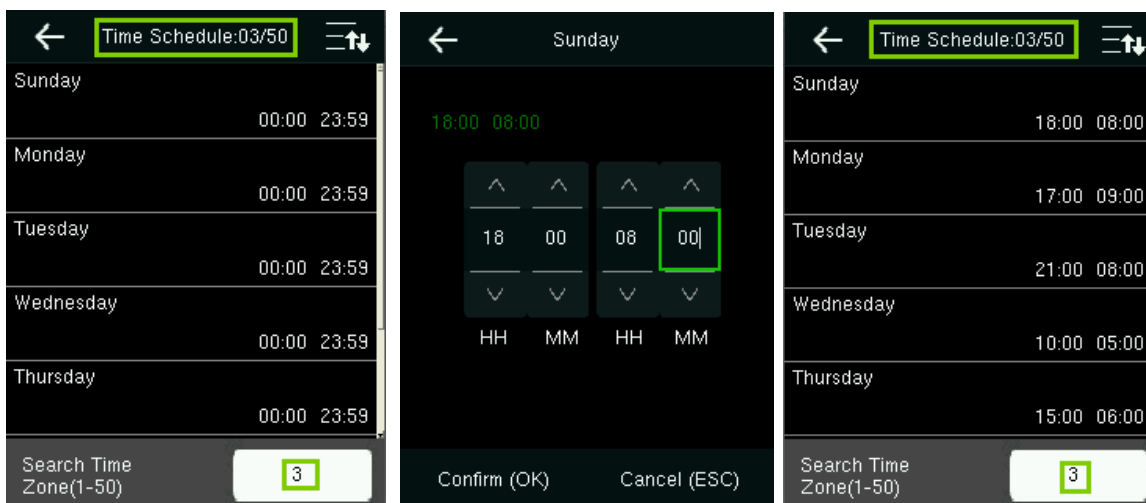 Time Schedule:03/50
Sunday
00:00 23:59
Monday
00:00 23:59
Tuesday
00:00 23:59
Wednesday
00:00 23:59
Thursday
00:00 23:59
Search Time
Zone(1-50)
3
Sunday
18:00 08:00
18 00 08 00
HH MM HH MM
Confirm (OK) Cancel (ESC)
Time Schedule:03/50
Sunday
18:00 08:00
Monday
17:00 09:00
Tuesday
21:00 08:00
Wednesday
10:00 05:00
Thursday
15:00 06:00
Search Time
Zone(1-50)
3